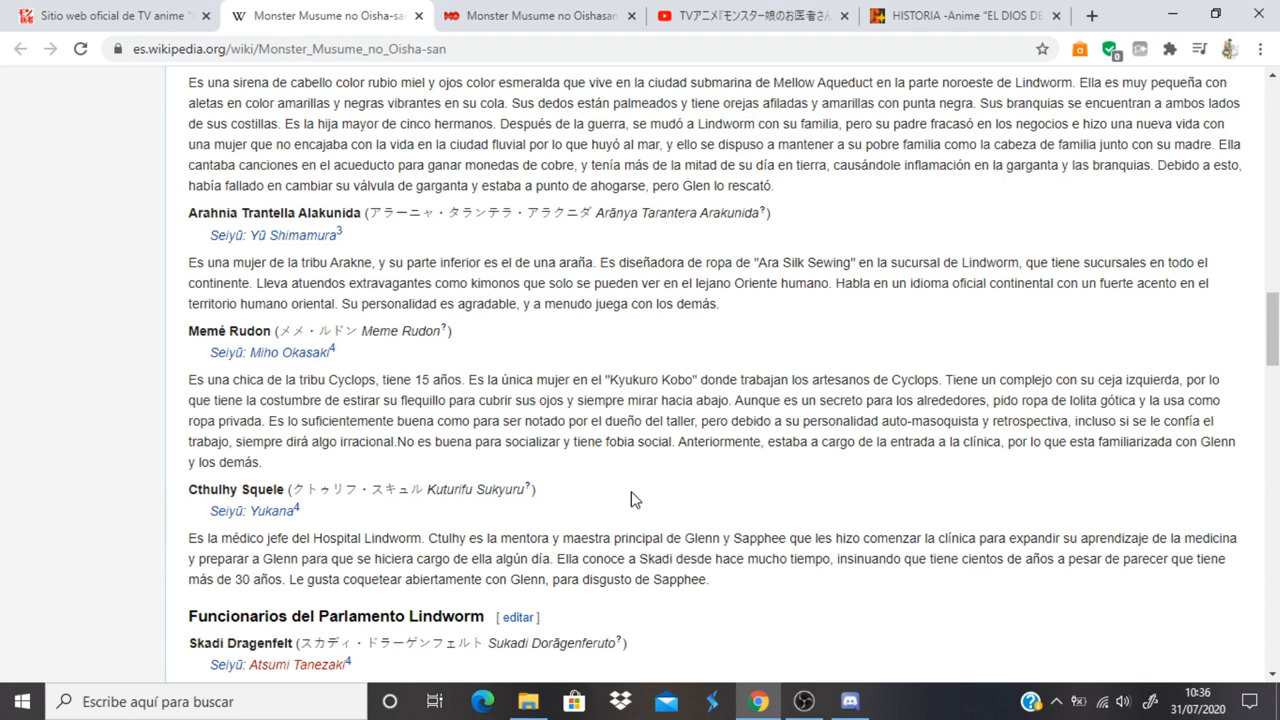 Sitio web oficial de TV anime "
Monster Musume no Oisha-sa
Monster Musume no Oishasan
TVアニメ『モンスター娘のお医者さん
HISTORIA -Anime "EL DIOS DE
es.wikipedia.org/wiki/Monster_Musume_no_Oisha-san
Es una sirena de cabello color rubio miel y ojos color esmeralda que vive en la ciudad submarina de Mellow Aqueduct en la parte noroeste de Lindworm. Ella es muy pequeña con
aletas en color amarillas y negras vibrantes en su cola. Sus dedos están palmeados y tiene orejas afiladas y amarillas con punta negra. Sus branquias se encuentran a ambos lados
de sus costillas. Es la hija mayor de cinco hermanos. Después de la guerra, se mudó a Lindworm con su familia, pero su padre fracasó en los negocios e hizo una nueva vida con
una mujer que no encajaba con la vida en la ciudad fluvial por lo que huyó al mar, y ello se dispuso a mantener a su pobre familia como la cabeza de familia junto con su madre. Ella
cantaba canciones en el acueducto para ganar monedas de cobre, y tenía más de la mitad de su día en tierra, causándole inflamación en la garganta y las branquias. Debido a esto,
había fallado en cambiar su válvula de garganta y estaba a punto de ahogarse, pero Glen lo rescató.
Arahnia Trantella Alakunida (アラーニャ・タランテラ・アラクニダ Arānya Tarantera Arakunida?)
Seiyū: Yū Shimamura3
Es una mujer de la tribu Arakne, y su parte inferior es el de una araña. Es diseñadora de ropa de "Ara Silk Sewing" en la sucursal de Lindworm, que tiene sucursales en todo el
continente. Lleva atuendos extravagantes como kimonos que solo se pueden ver en el lejano Oriente humano. Habla en un idioma oficial continental con un fuerte acento en el
territorio humano oriental. Su personalidad es agradable, y a menudo juega con los demás.
Memé Rudon (メメ・ルドン Meme Rudon?)
Seiyū: Miho Okasaki4
Es una chica de la tribu Cyclops, tiene 15 años. Es la única mujer en el "Kyukuro Kobo" donde trabajan los artesanos de Cyclops. Tiene un complejo con su ceja izquierda, por lo
que tiene la costumbre de estirar su flequillo para cubrir sus ojos y siempre mirar hacia abajo. Aunque es un secreto para los alrededores, pido ropa de lolita gótica y la usa como
ropa privada. Es lo suficientemente buena como para ser notado por el dueño del taller, pero debido a su personalidad auto-masoquista y retrospectiva, incluso si se le confía el
trabajo, siempre dirá algo irracional.No es buena para socializar y tiene fobia social. Anteriormente, estaba a cargo de la entrada a la clínica, por lo que esta familiarizada con Glenn
y los demás.
Cthulhy Squele (クトゥリフ・スキュル Kuturifu Sukyuru?)
Seiyū: Yukana4
Es la médico jefe del Hospital Lindworm. Ctulhy es la mentora y maestra principal de Glenn y Sapphee que les hizo comenzar la clínica para expandir su aprendizaje de la medicina
y preparar a Glenn para que se hiciera cargo de ella algún día. Ella conoce a Skadi desde hace mucho tiempo, insinuando que tiene cientos de años a pesar de parecer que tiene
más de 30 años. Le gusta coquetear abiertamente con Glenn, para disgusto de Sapphee.
Funcionarios del Parlamento Lindworm [ editar ]
Skadi Dragenfelt (スカディ・ドラーゲンフェルト Sukadi Dorāgenferuto?)
Seiyū: Atsumi Tanezaki4
Escribe aquí para buscar
10:36
31/07/2020